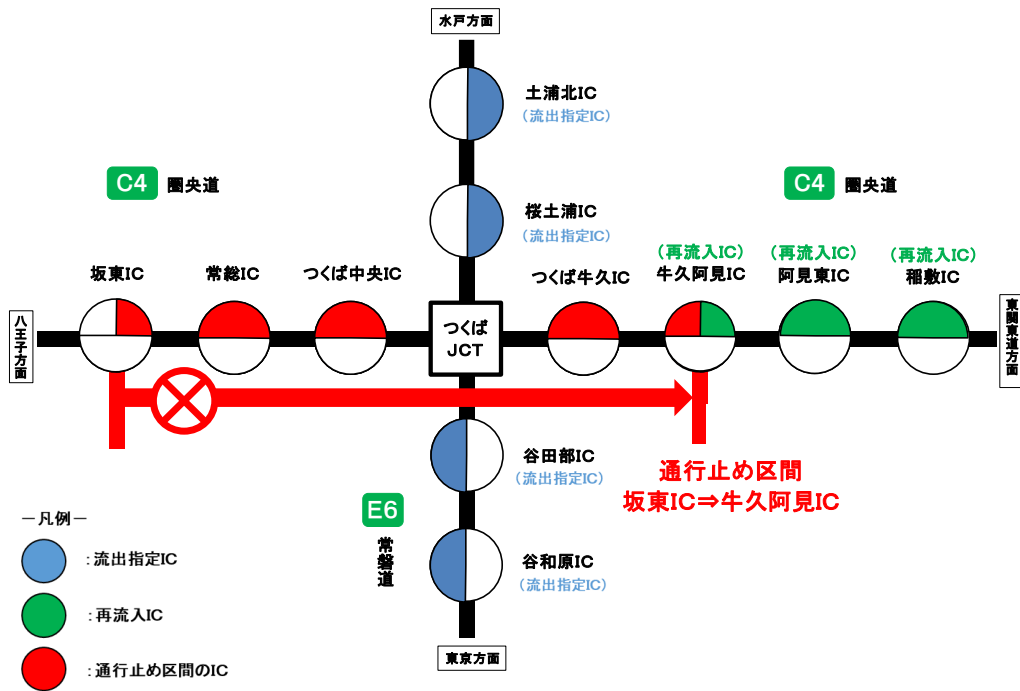 水戸方面
土浦北IC
（流出指定IC）
C4 圏央道
C4 圏央道
桜土浦IC
（流出指定IC）
（再流入IC）
（再流入IC）
（再流入IC）
坂東IC
常総IC
つくば中央IC
つくば牛久IC
牛久阿見IC
阿見東IC
稲敷IC
八王子方面
つくば
JCT
東関東道方面
谷田部IC
（流出指定IC）
通行止め区間
坂東IC⇒牛久阿見IC
E6
常磐道
谷和原IC
（流出指定IC）
－凡例－
：流出指定IC
：再流入IC
：通行止め区間のIC
東京方面